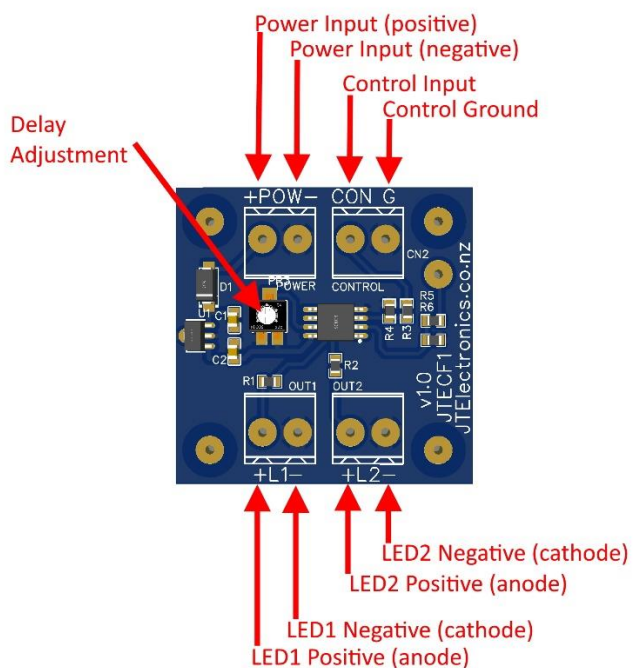 Power Input (positive)
Power Input (negative)
Control Input
Control Ground
Delay
Adjustment
+POW-
CON G
CN2
POWER
CONTROL
D1
U1
C1
C2
R4
R3
R5
R6
R2
R1
OUT1
OUT2
v1.0
JTECF1
JTElectronics.co.nz
+L1-
+L2-
LED2 Negative (cathode)
LED2 Positive (anode)
LED1 Negative (cathode)
LED1 Positive (anode)